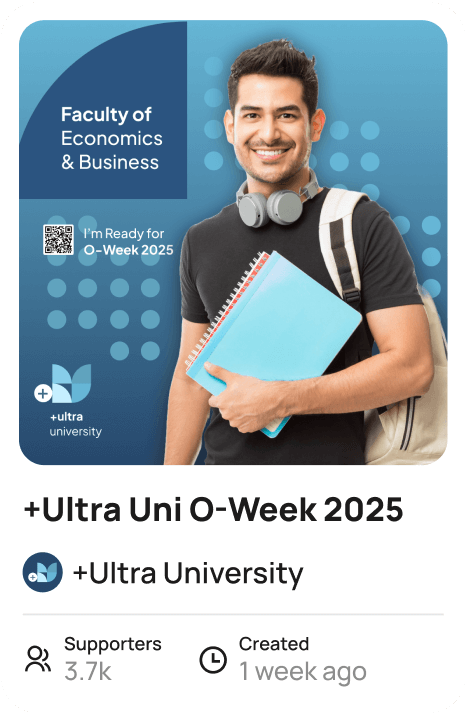 Faculty of
Economics
& Business
I'm Ready for
O-Week 2025
+ultra
university
+Ultra Uni O-Week 2025
+Ultra University
Supporters
3.7k
Created
1 week ago